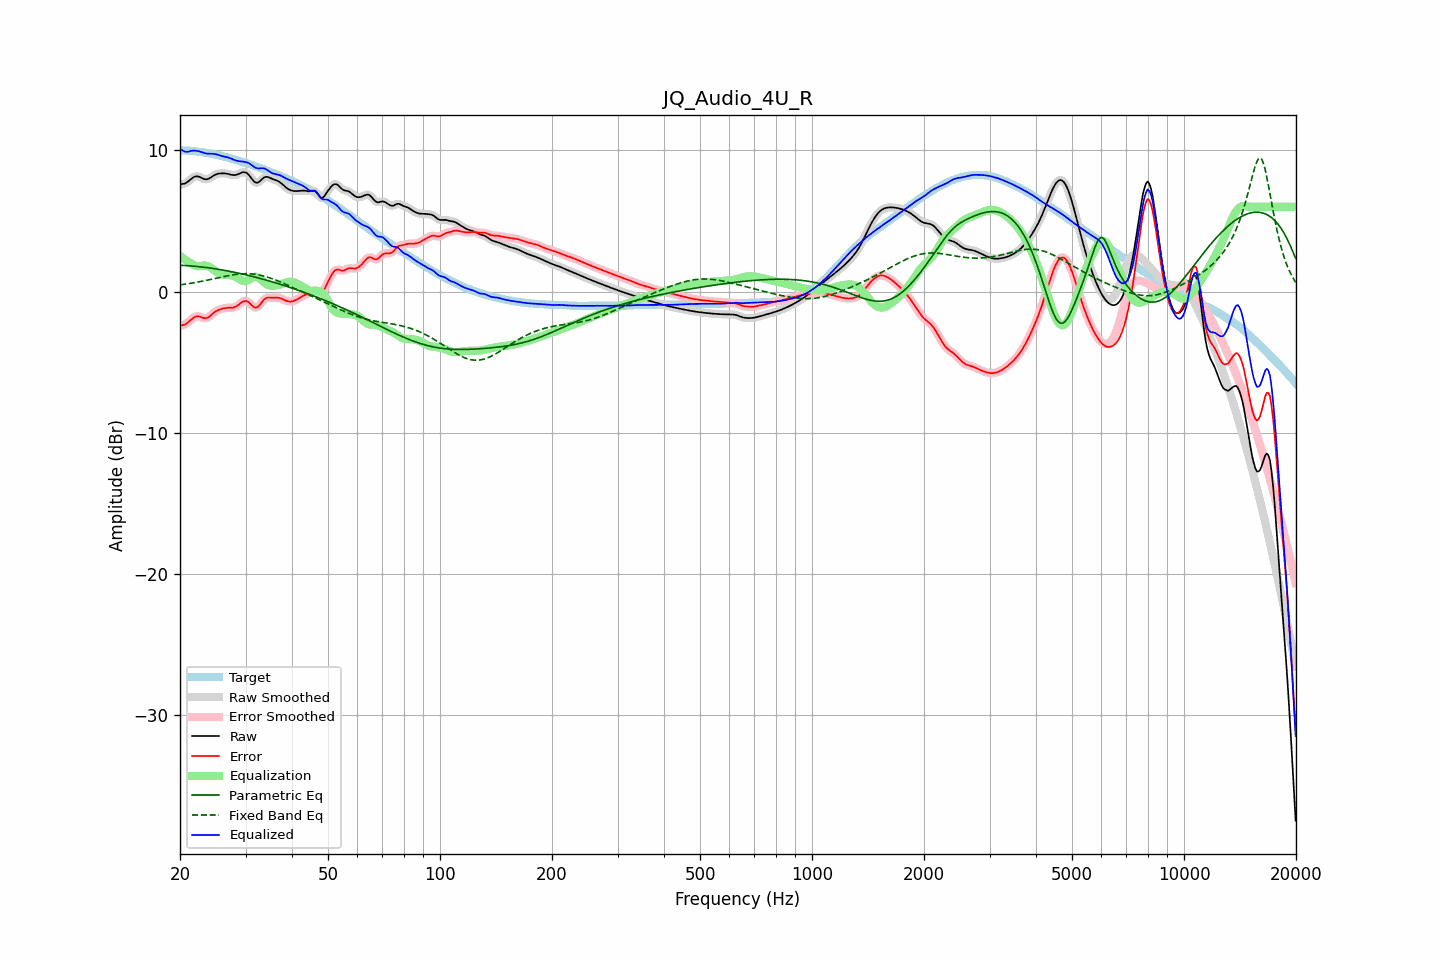 JQ_Audio_4U_R
10
0
−10
−20
−30
Amplitude (dBr)
20
50
100
200
500
1000
2000
5000
10000
20000
Frequency (Hz)
Target
Raw Smoothed
Error Smoothed
Raw
Error
Equalization
Parametric Eq
Fixed Band Eq
Equalized